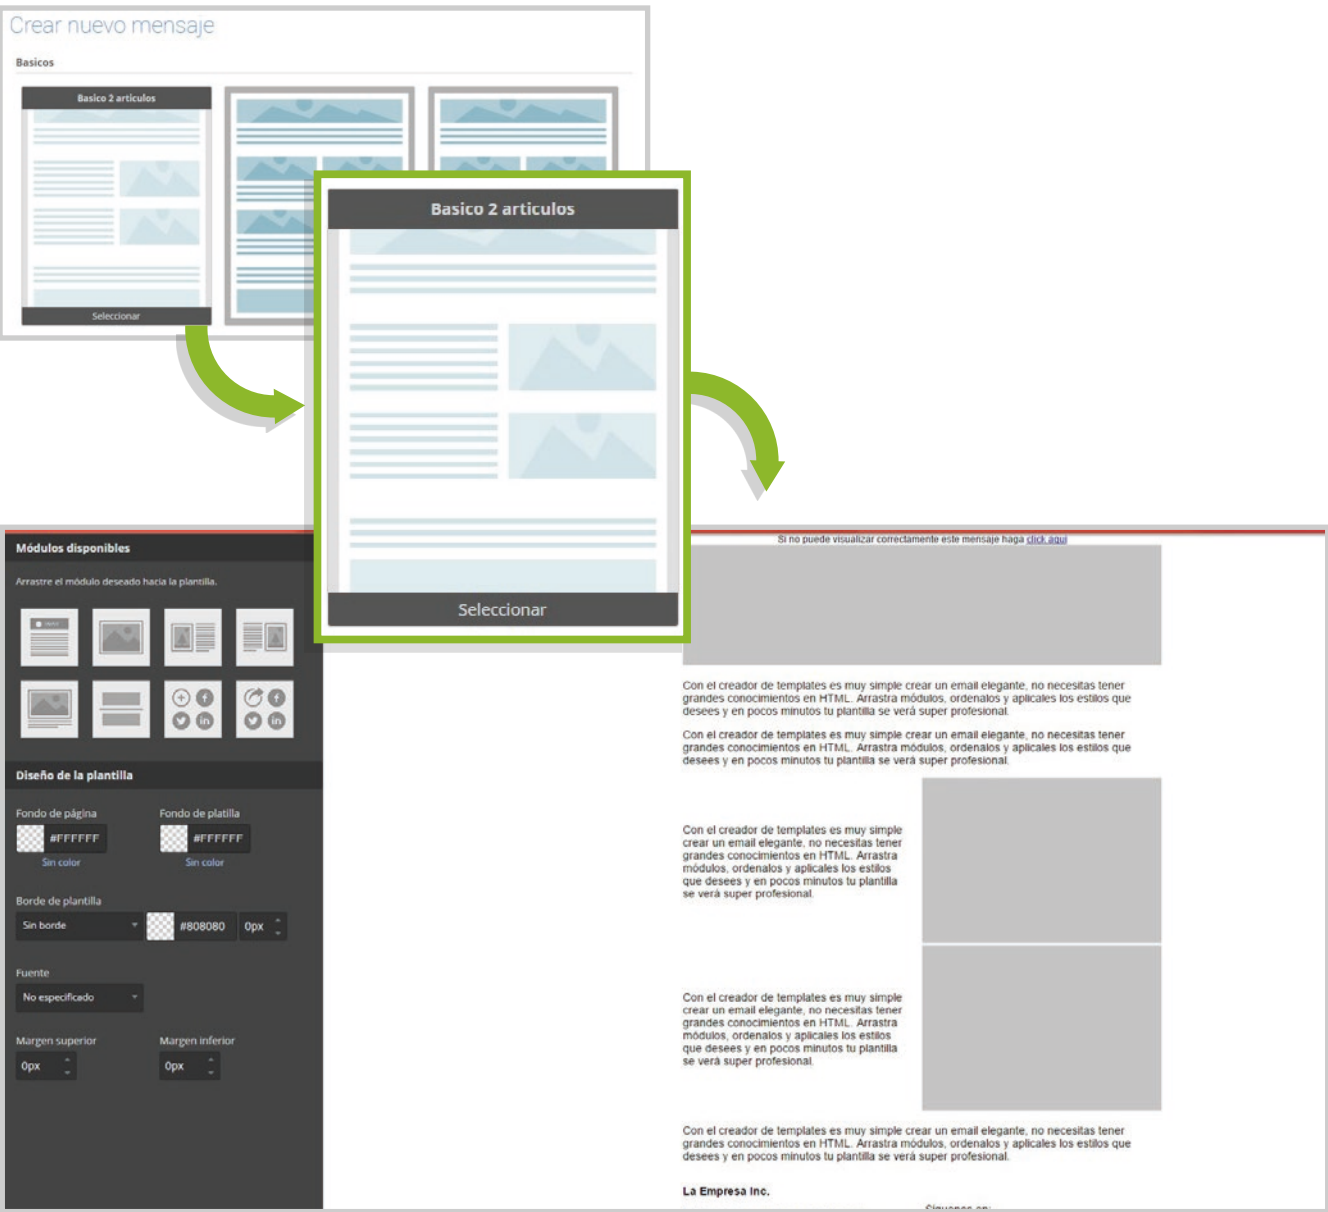 Crear nuevo mensaje
Basicos
Basico 2 articulos
Seleccionar
Basico 2 articulos
Seleccionar
Módulos disponibles
Arrastre el módulo deseado hacia la plantilla.
Diseño de la plantilla
Fondo de página
Fondo de platilla
#FFFFFF
#FFFFFF
Sin color
Sin color
Borde de plantilla
Sin borde
#808080
0px
Fuente
No especificado
Margen superior
Margen inferior
0px
0px
Si no puede visualizar correctamente este mensaje haga click aquí
Con el creador de templates es muy simple crear un email elegante, no necesitas tener
grandes conocimientos en HTML. Arrastra módulos, ordenalos y aplicales los estilos que
desees y en pocos minutos tu plantilla se verá super profesional.
Con el creador de templates es muy simple crear un email elegante, no necesitas tener
grandes conocimientos en HTML. Arrastra módulos, ordenalos y aplicales los estilos que
desees y en pocos minutos tu plantilla se verá super profesional.
Con el creador de templates es muy simple
crear un email elegante, no necesitas tener
grandes conocimientos en HTML. Arrastra
módulos, ordenalos y aplicales los estilos
que desees y en pocos minutos tu plantilla
se verá super profesional.
Con el creador de templates es muy simple
crear un email elegante, no necesitas tener
grandes conocimientos en HTML. Arrastra
módulos, ordenalos y aplicales los estilos
que desees y en pocos minutos tu plantilla
se verá super profesional.
Con el creador de templates es muy simple crear un email elegante, no necesitas tener
grandes conocimientos en HTML. Arrastra módulos, ordenalos y aplicales los estilos que
desees y en pocos minutos tu plantilla se verá super profesional.
La Empresa Inc.